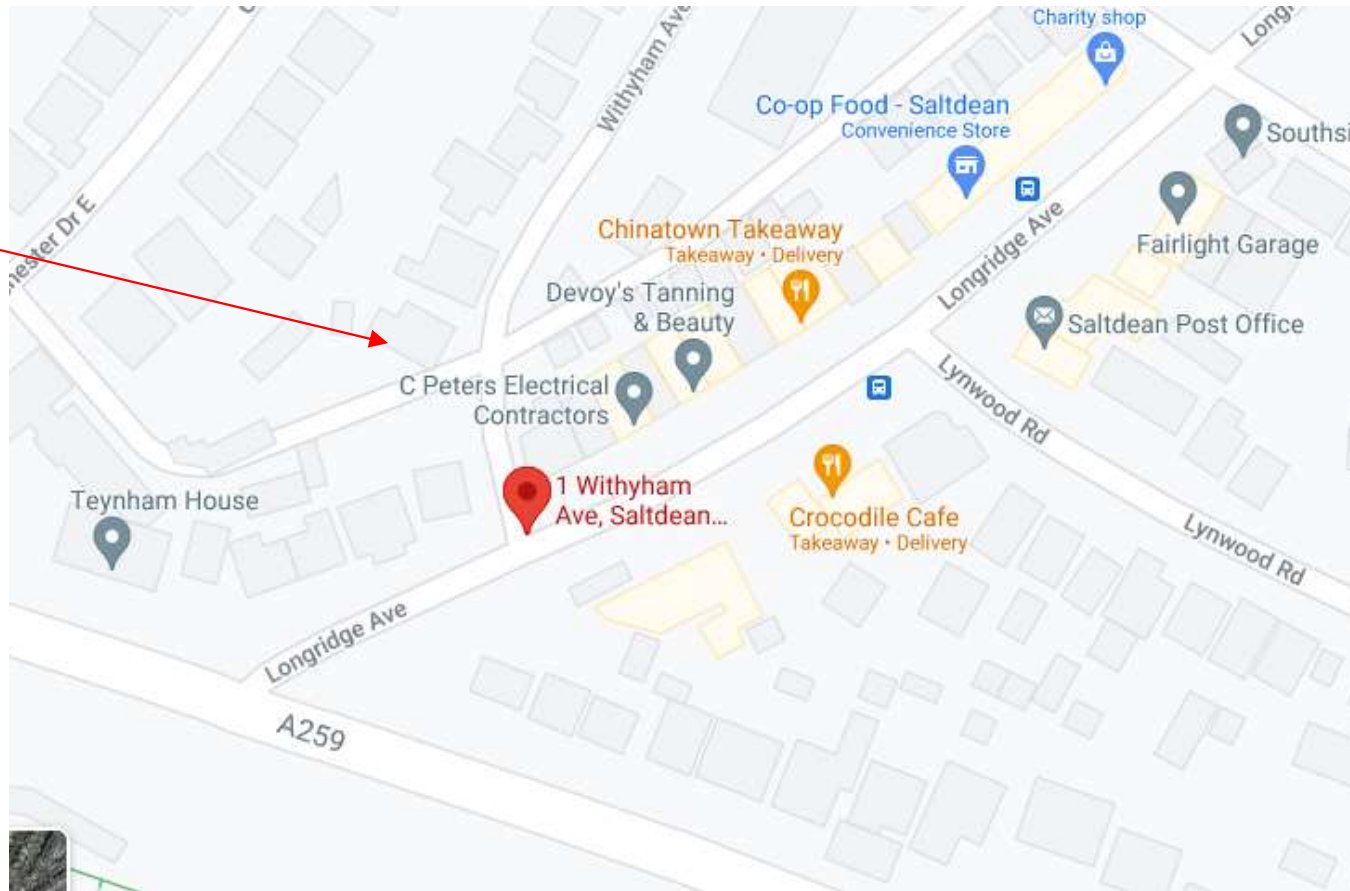 Charity shop
Withyham Ave
Co-op Food - Saltdean
Convenience Store
Chinatown Takeaway
Takeaway • Delivery
Longridge Ave
Fairlight Garage
Devoy's Tanning
& Beauty
Saltdean Post Office
C Peters Electrical
Contractors
Lynwood Rd
1 Withyham
Ave, Saltdean...
Teynham House
Crocodile Cafe
Takeaway • Delivery
Lynwood Rd
Longridge Ave
A259